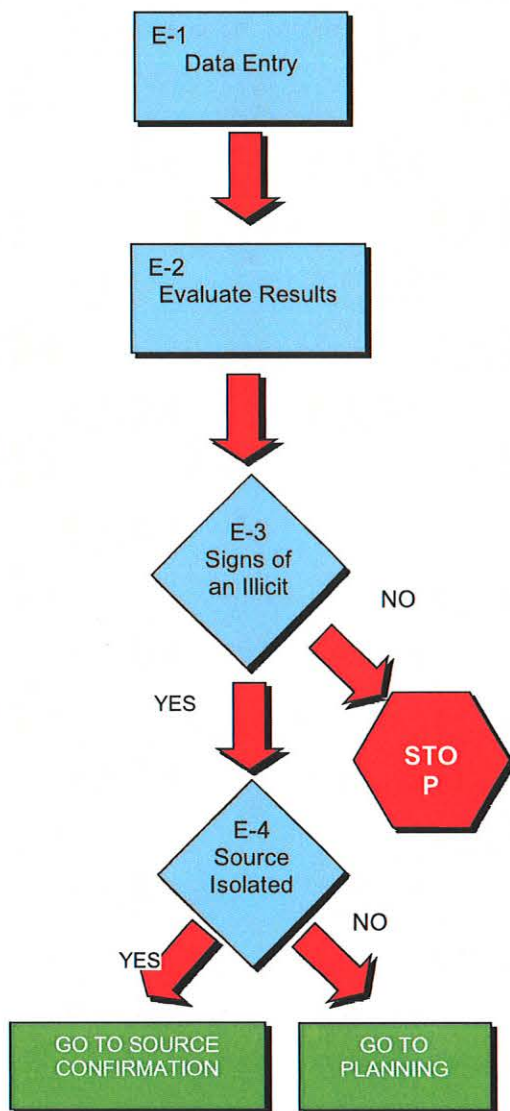 E-1
Data Entry
E-2
Evaluate Results
E-3
Signs of
an Illicit
NO
YES
STO
P
E-4
Source
Isolated
NO
YES
GO TO SOURCE
CONFIRMATION
GO TO
PLANNING